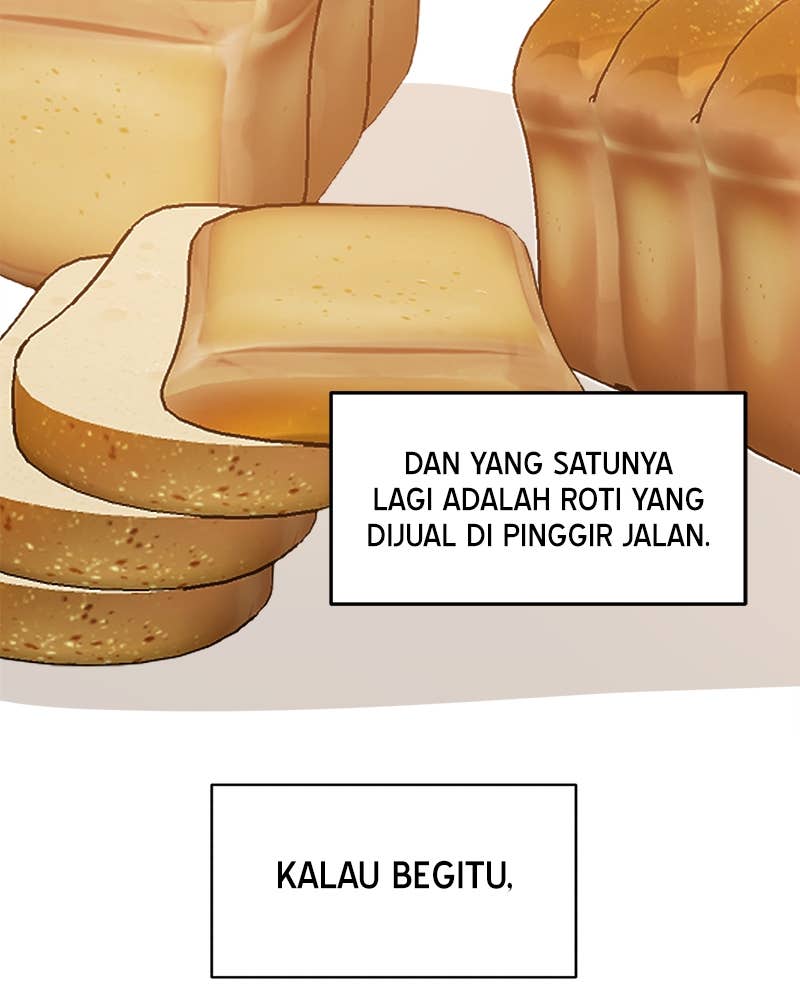 DAN YANG SATUNYA
LAGI ADALAH ROTI YANG
DIJUAL DI PINGGIR JALAN.
KALAU BEGITU,